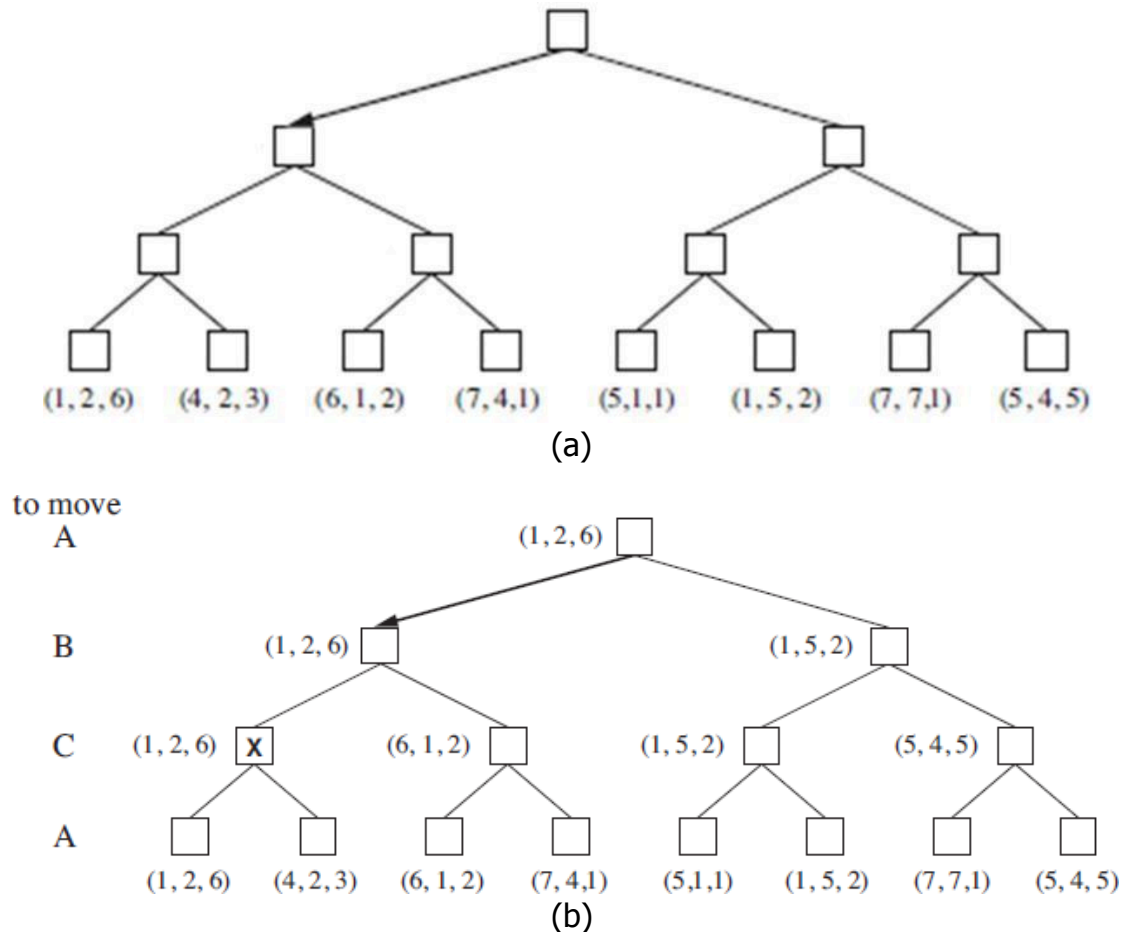 (1, 2, 6) (4, 2, 3) (6, 1, 2) (7, 4,1) (5,1,1) (1, 5, 2) (7, 7,1) (5, 4, 5)
(a)
to move
A (1, 2, 6)
B (1, 2, 6) (1, 5, 2)
C (1, 2, 6) X (6, 1, 2) (1, 5, 2) (5, 4, 5)
A
(1, 2, 6) (4, 2, 3) (6, 1, 2) (7, 4,1) (5,1,1) (1, 5, 2) (7, 7,1) (5, 4, 5)
(b)